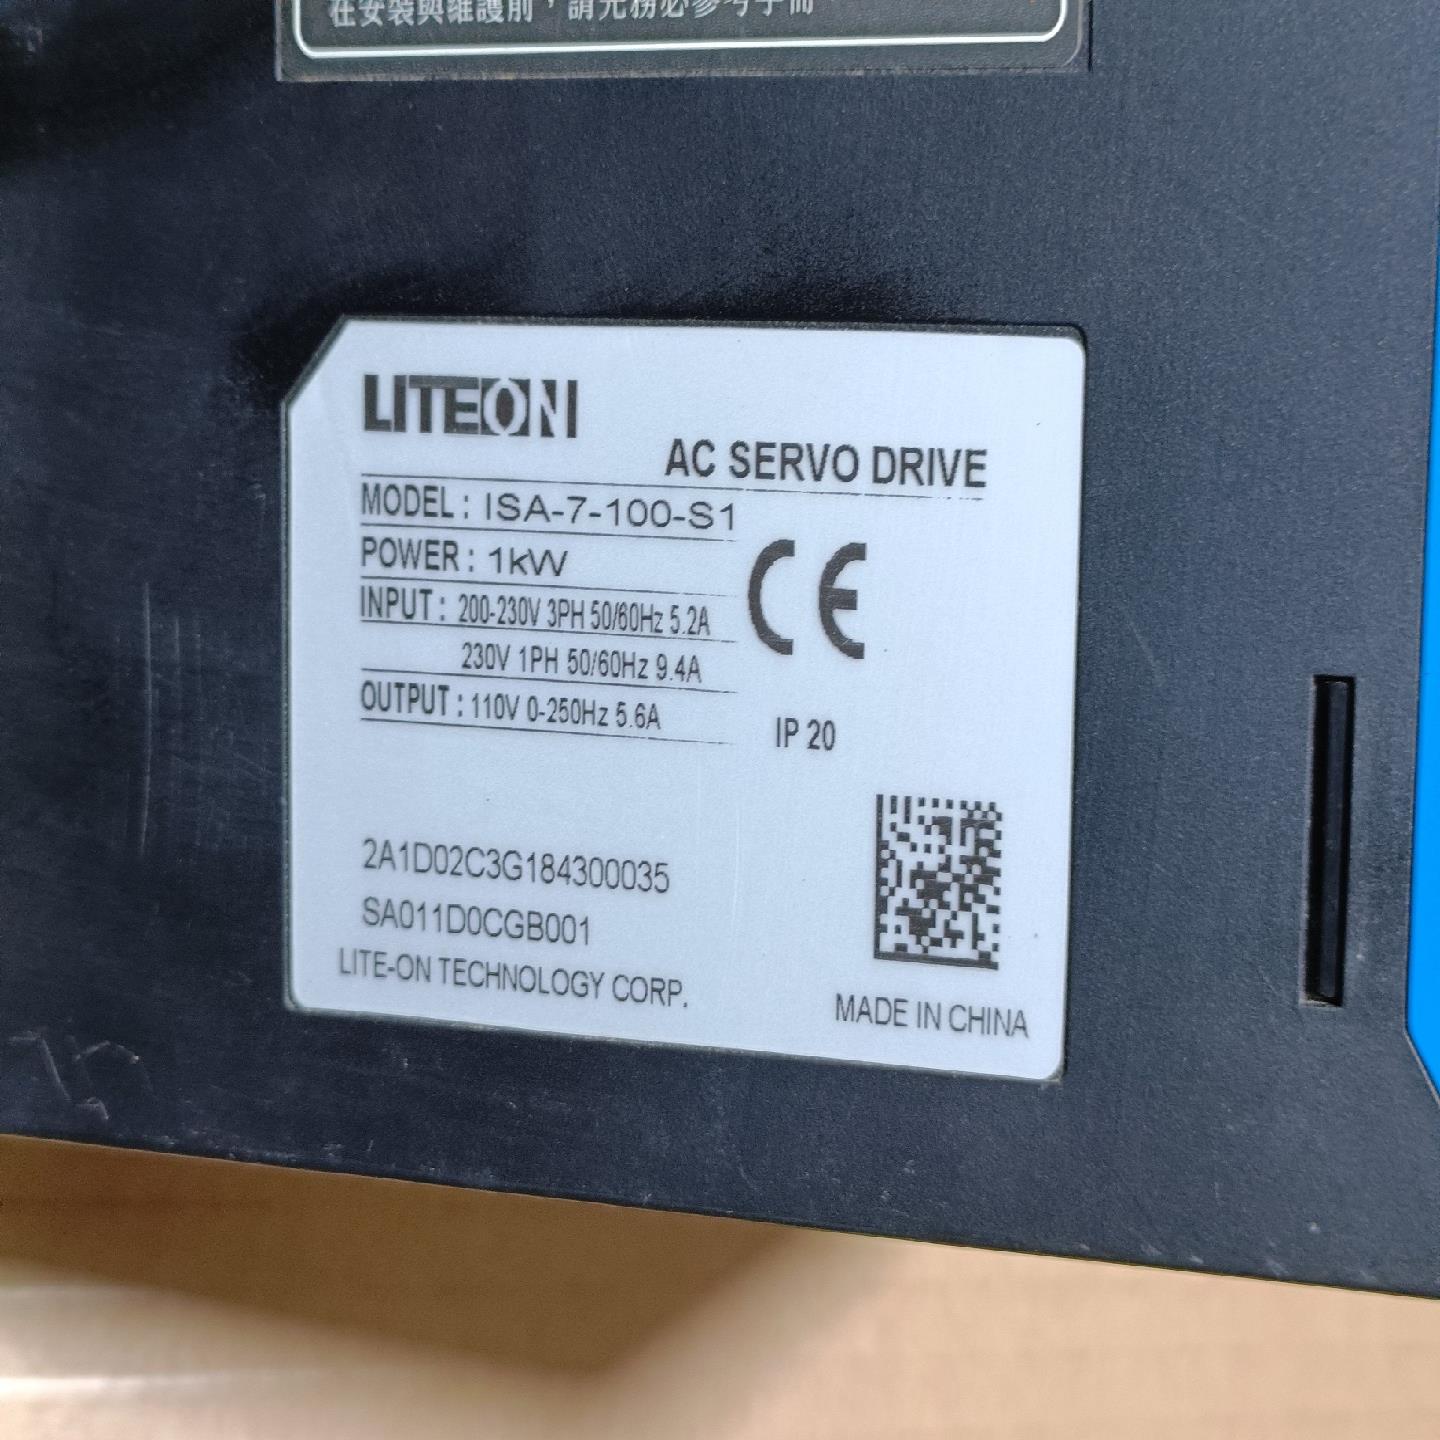 在安裝與維護前，請先務必參考手冊。
LITEON
AC SERVO DRIVE
MODEL: ISA-7-100-S1
POWER: 1kW
INPUT: 200-230V 3PH 50/60Hz 5.2A
230V 1PH 50/60Hz 9.4A
OUTPUT: 110V 0-250Hz 5.6A
IP 20
2A1D02C3G184300035
SA011D0CGB001
LITE-ON TECHNOLOGY CORP.
MADE IN CHINA